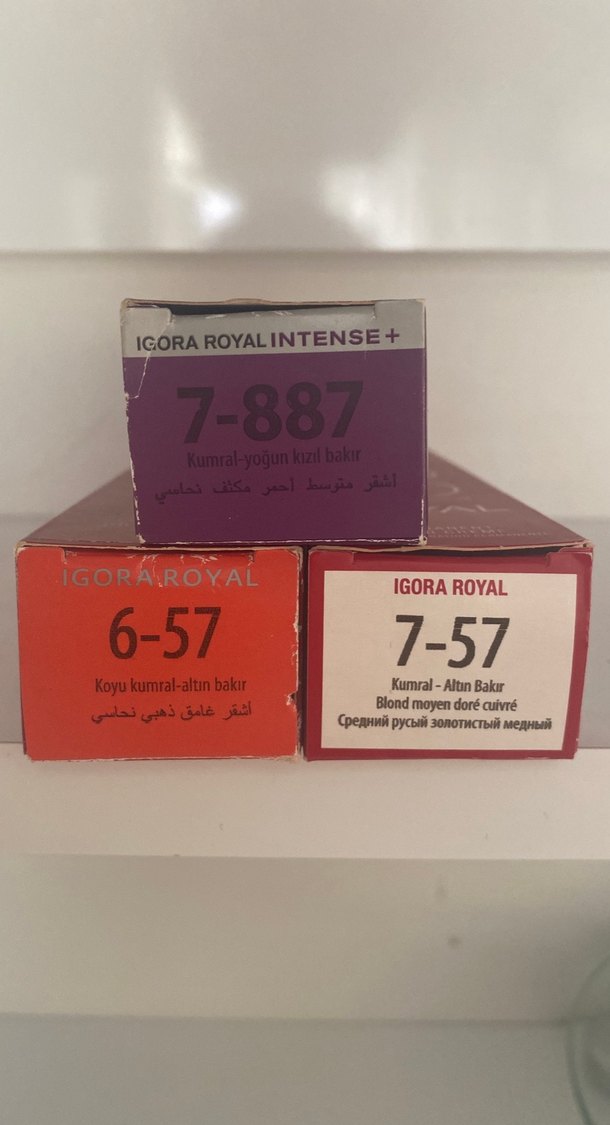 IGORA ROYAL INTENSE+
7-887
Kumral-yoğun kızıl bakır
أشقر متوسط أحمر مكثف نحاسي
IGORA ROYAL
6-57
Koyu kumral-altın bakır
أشقر غامق ذهبي نحاسي
IGORA ROYAL
7-57
Kumral - Altın Bakır
Blond moyen doré cuivré
Средний русый золотистый медный